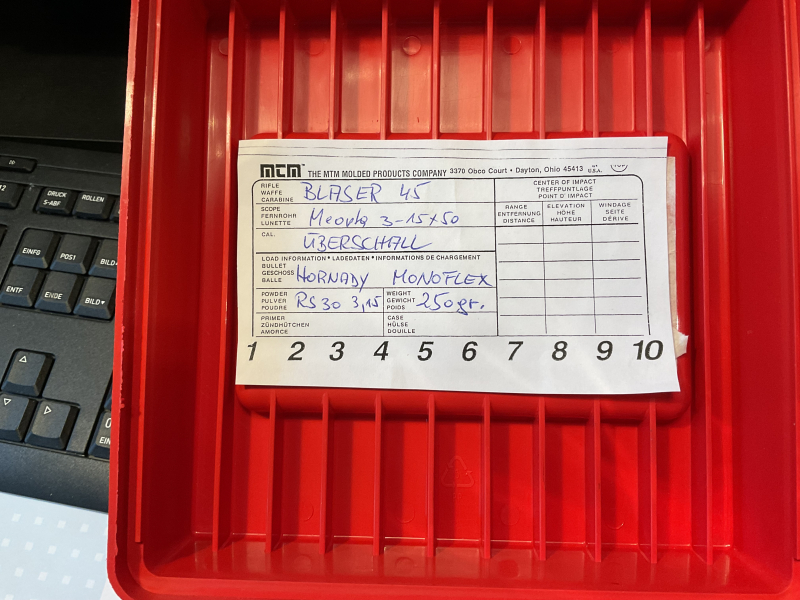 MTM™ THE MTM MOLDED PRODUCTS COMPANY 3370 Obco Court • Dayton, Ohio 45413 U.S.A.
RIFLE
WAFFE
CARABINE
BLASER 45
SCOPE
FERNROHR
LUNETTE
Meopta 3-15x50
CAL.
ÜBERSCHALL
LOAD INFORMATION • LADEDATEN • INFORMATIONS DE CHARGEMENT
BULLET
GESCHOSS
BALLE
HORNADY MONOFLEX
POWDER
PULVER
POUDRE
RS30 3,15
WEIGHT
GEWICHT
POIDS
250gr.
PRIMER
ZÜNDHÜTCHEN
AMORCE
CASE
HÜLSE
DOUILLE
CENTER OF IMPACT
TREFFPUNTLAGE
POINT D'IMPACT
RANGE
ENTFERNUNG
DISTANCE
ELEVATION
HÖHE
HAUTEUR
WINDAGE
SEITE
DÉRIVE
1 2 3 4 5 6 7 8 9 10
DRUCK
S-ABF
ROLLEN
EINFG
POS1
BILD▲
ENTF
ENDE
BILD▼